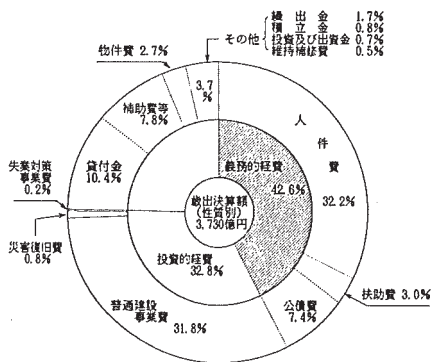 繰出金 1.7%
積立金 0.8%
その他
投資及び出資金 0.7%
維持補修費 0.5%
物件費 2.7%
3.7
%
補助費等
7.8%
貸付金
10.4%
失業対策
事業費
0.2%
災害復旧費
0.8%
人件費
32.2%
義務的経費
42.6%
歳出決算額
(性質別)
3,730億円
投資的経費
32.8%
扶助費 3.0%
公債費
7.4%
普通建設
事業費
31.8%